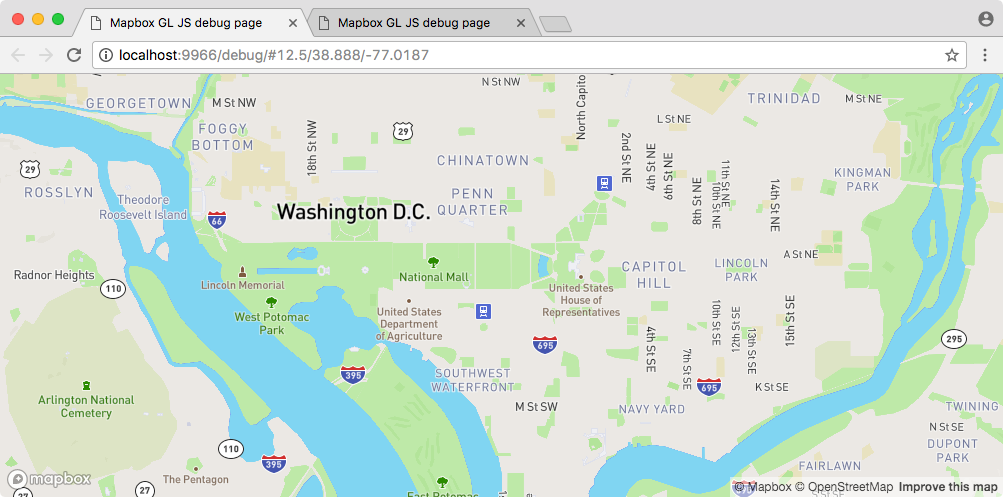 Mapbox GL JS debug page
Mapbox GL JS debug page
localhost:9966/debug/#12.5/38.888/-77.0187
GEORGETOWN
M St NW
N St NW
North Capito
TRINIDAD
M St NE
FOGGY
BOTTOM
18th St NW
29
L St NE
2nd St NE
CHINATOWN
4th St NE
6th St NE
11th St NE
10th St NE
8th St NE
14th St NE
KINGMAN
PARK
29
ROSSLYN
Theodore
Roosevelt Island
66
Washington D.C.
PENN
QUARTER
A St NE
Radnor Heights
110
Lincoln Memorial
National Mall
CAPITOL
HILL
LINCOLN
PARK
United States
House of
Representatives
West Potomac
Park
United States
Department
of Agriculture
695
4th St SE
10th St SE
12th St SE
13th St SE
15th St SE
7th St SE
295
395
SOUTHWEST
WATERFRONT
695
K St SE
Arlington National
Cemetery
M St SW
NAVY YARD
TWINING
N St SE
110
395
DUPONT
PARK
FAIRLAWN
The Pentagon
mapbox
27
27
East Potomac
© Mapbox © OpenStreetMap Improve this map